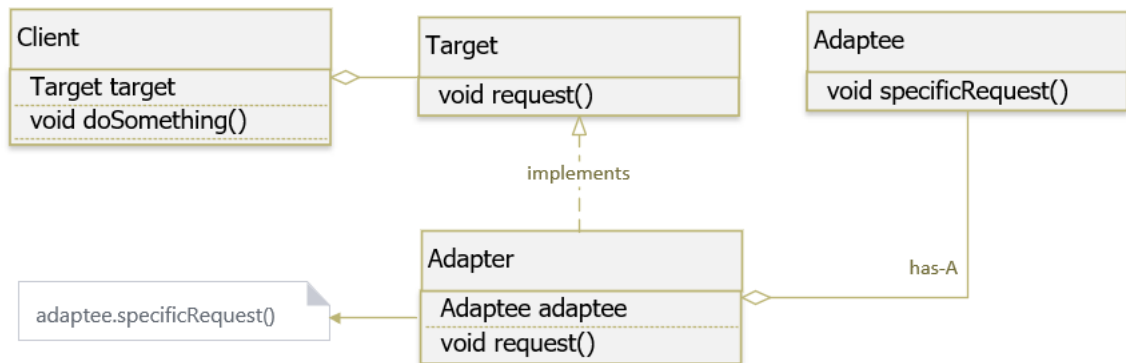 Client
Target target
void doSomething()
Target
void request()
Adaptee
void specificRequest()
implements
has-A
Adapter
Adaptee adaptee
void request()
adaptee.specificRequest()